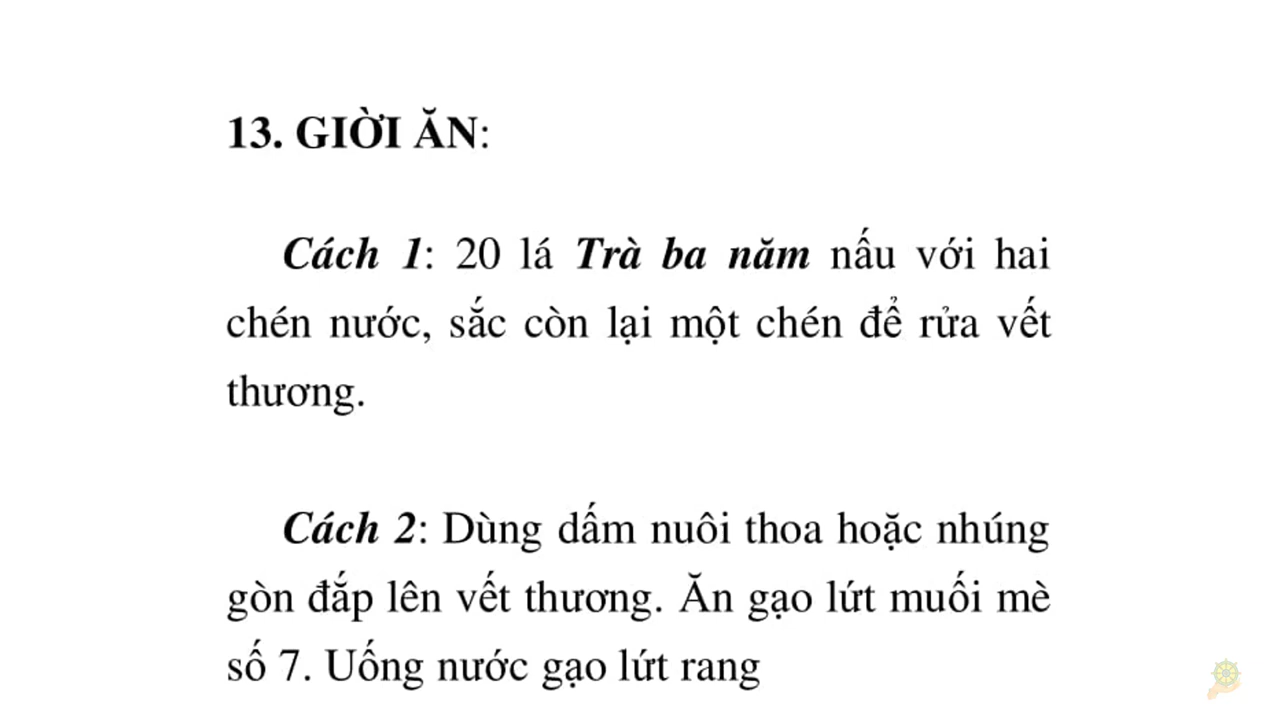 13. GIỜI ĂN:
Cách 1: 20 lá Trà ba năm nấu với hai
chén nước, sắc còn lại một chén để rửa vết
thương.
Cách 2: Dùng dấm nuôi thoa hoặc nhúng
gòn đắp lên vết thương. Ăn gạo lứt muối mè
số 7. Uống nước gạo lứt rang